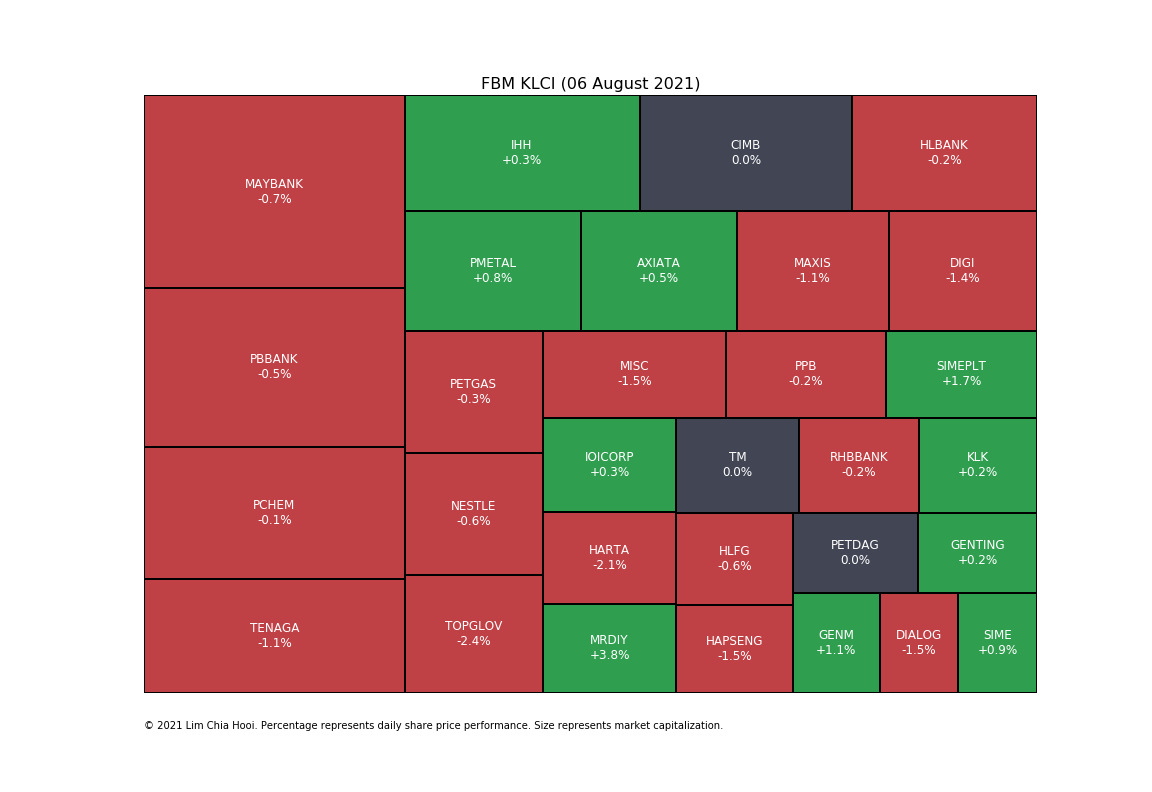 FBM KLCI (06 August 2021)
MAYBANK
-0.7%
IHH
+0.3%
CIMB
0.0%
HLBANK
-0.2%
PMETAL
+0.8%
AXIATA
+0.5%
MAXIS
-1.1%
DIGI
-1.4%
PBBANK
-0.5%
PETGAS
-0.3%
MISC
-1.5%
PPB
-0.2%
SIMEPLT
+1.7%
IOICORP
+0.3%
TM
0.0%
RHBBANK
-0.2%
KLK
+0.2%
PCHEM
-0.1%
NESTLE
-0.6%
HARTA
-2.1%
HLFG
-0.6%
PETDAG
0.0%
GENTING
+0.2%
TENAGA
-1.1%
TOPGLOV
-2.4%
MRDIY
+3.8%
HAPSENG
-1.5%
GENM
+1.1%
DIALOG
-1.5%
SIME
+0.9%
© 2021 Lim Chia Hooi. Percentage represents daily share price performance. Size represents market capitalization.